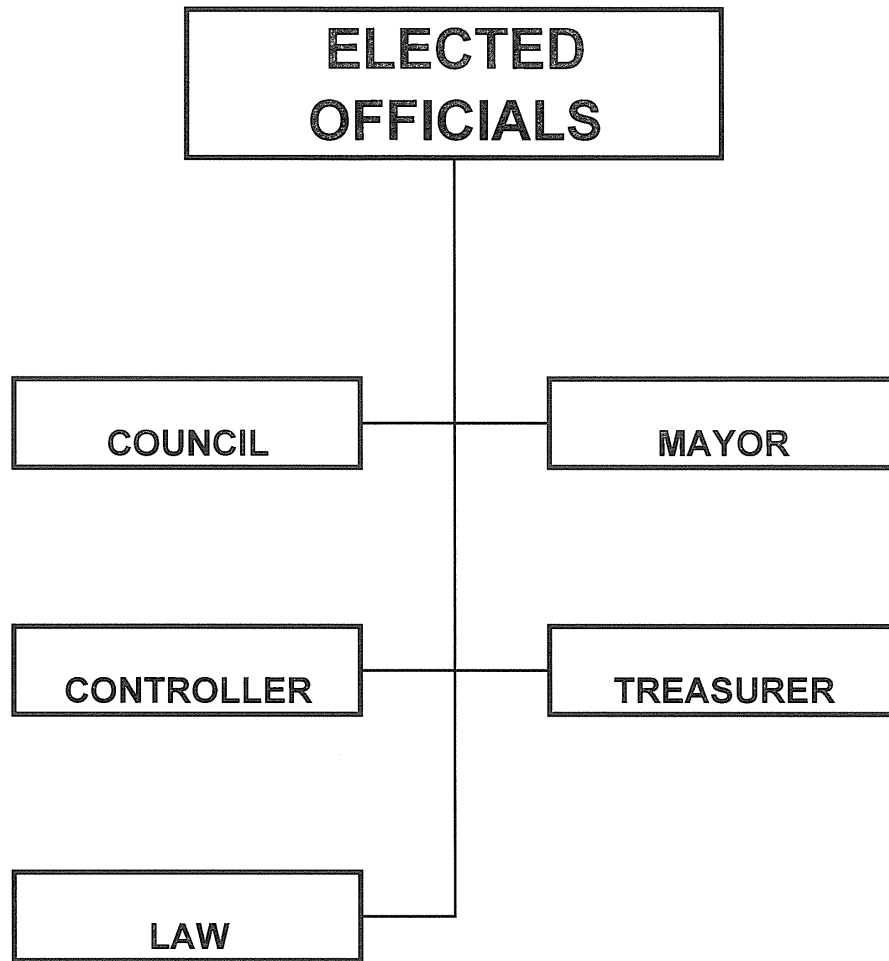 ELECTED
OFFICIALS
COUNCIL
MAYOR
CONTROLLER
TREASURER
LAW